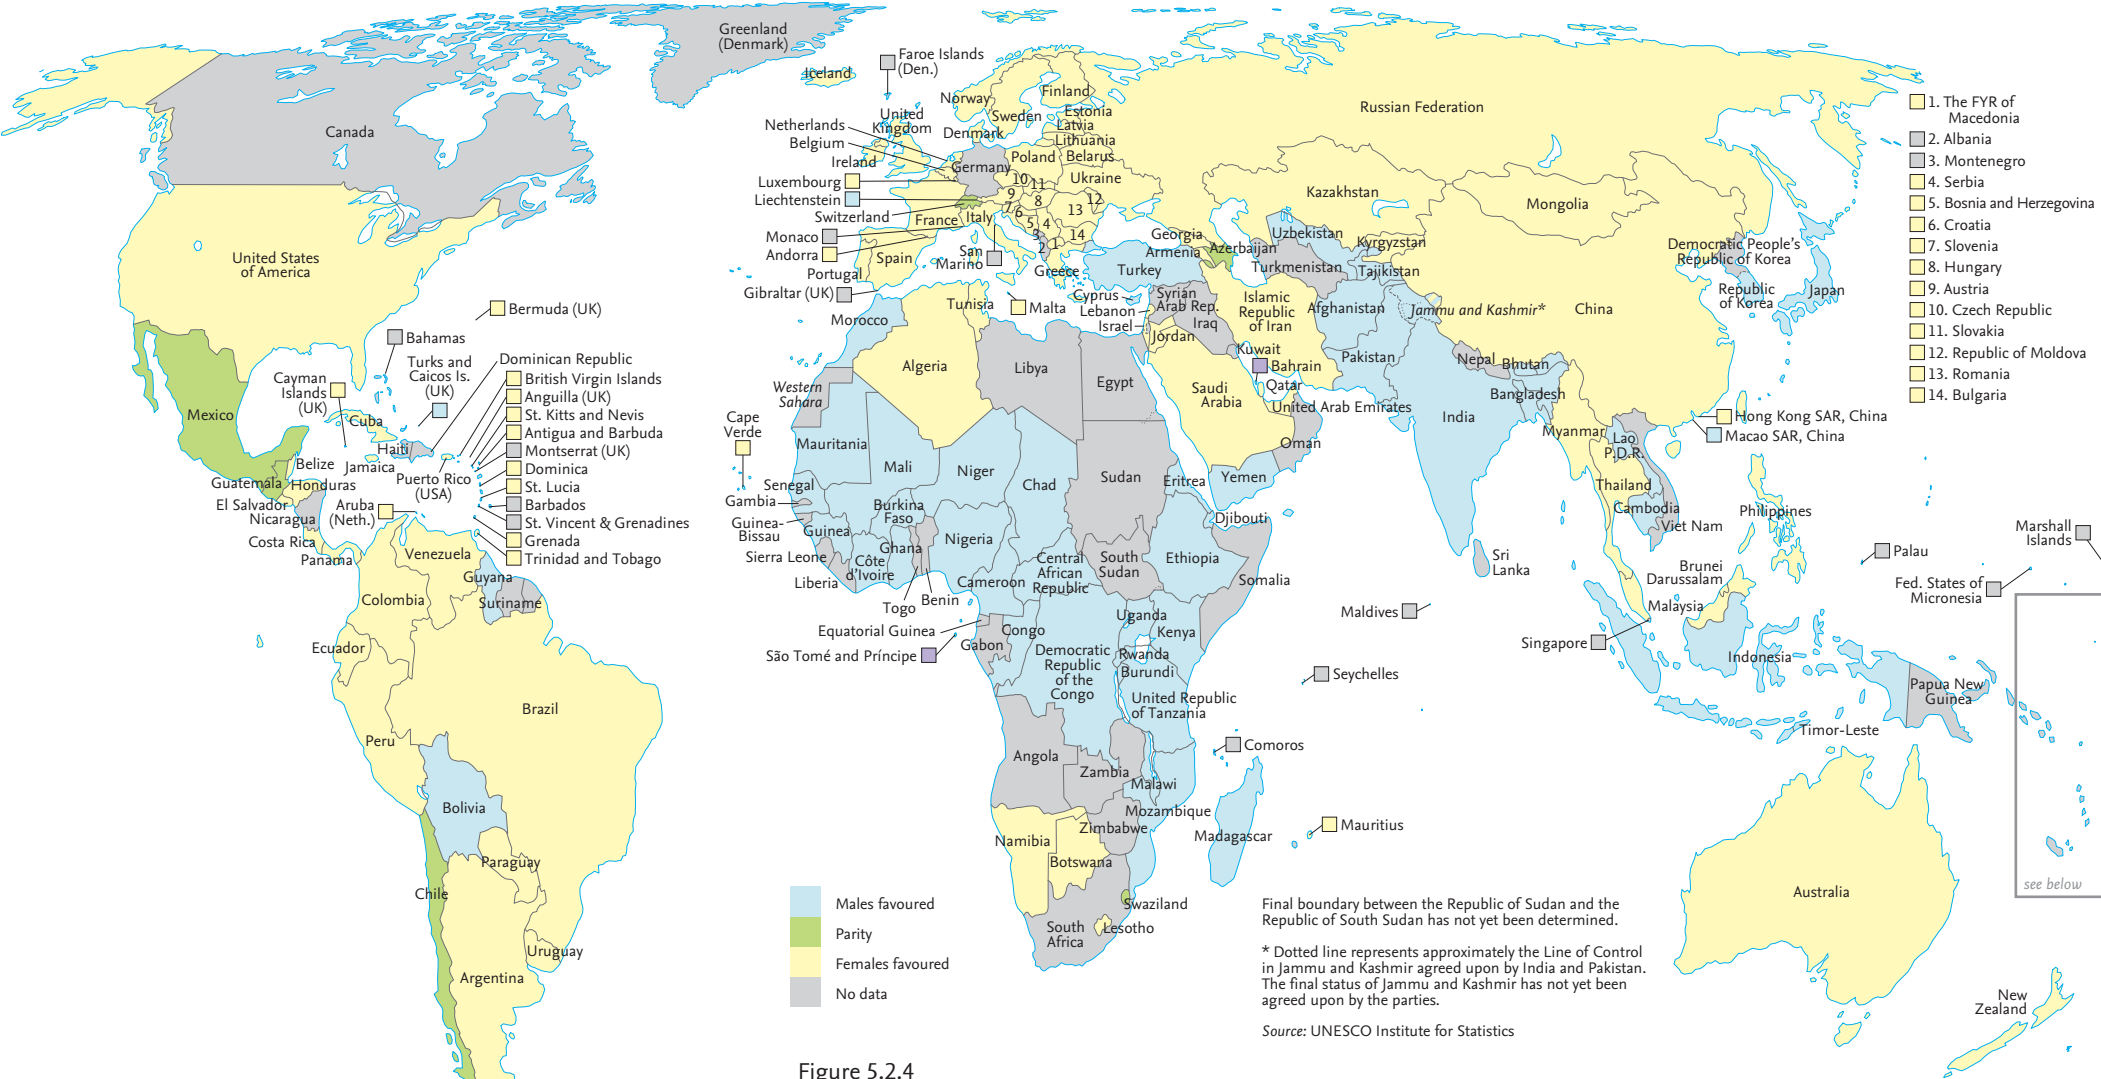 Greenland
(Denmark)
Faroe Islands
(Den.)
Iceland
Canada
United States
of America
Bermuda (UK)
Bahamas
Turks and
Caicos Is.
(UK)
Cayman
Islands
(UK)
Mexico
Cuba
Haiti
Jamaica
Belize
Guatemala
Honduras
El Salvador
Nicaragua
Costa Rica
Panama
Aruba
(Neth.)
Puerto Rico
(USA)
Dominican Republic
British Virgin Islands
Anguilla (UK)
St. Kitts and Nevis
Antigua and Barbuda
Montserrat (UK)
Dominica
St. Lucia
Barbados
St. Vincent & Grenadines
Grenada
Trinidad and Tobago
Venezuela
Guyana
Suriname
Colombia
Ecuador
Peru
Brazil
Bolivia
Paraguay
Chile
Uruguay
Argentina
Norway
Sweden
Finland
Estonia
Latvia
Lithuania
Belarus
United
Kingdom
Denmark
Netherlands
Belgium
Ireland
Luxembourg
Liechtenstein
Switzerland
Monaco
Andorra
Portugal
Gibraltar (UK)
Germany
Poland
Ukraine
France
Italy
Spain
San
Marino
Greece
Malta
10
11
9
8
12
7
6
13
5
4
14
3
2
1
Russian Federation
Kazakhstan
Mongolia
Georgia
Armenia
Azerbaijan
Turkey
Uzbekistan
Turkmenistan
Kyrgyzstan
Tajikistan
Cyprus
Lebanon
Israel
Syrian
Arab Rep.
Iraq
Jordan
Islamic
Republic
of Iran
Afghanistan
Jammu and Kashmir*
China
Democratic People's
Republic of Korea
Republic
of Korea
Japan
Kuwait
Bahrain
Qatar
Saudi
Arabia
United Arab Emirates
Oman
Yemen
Pakistan
India
Nepal
Bhutan
Bangladesh
Myanmar
Lao
P.D.R.
Thailand
Cambodia
Viet Nam
Hong Kong SAR, China
Macao SAR, China
Philippines
Brunei
Darussalam
Malaysia
Singapore
Indonesia
Sri
Lanka
Maldives
Palau
Fed. States of
Micronesia
Marshall
Islands
Papua New
Guinea
Timor-Leste
Australia
New
Zealand
see below
Morocco
Tunisia
Algeria
Libya
Egypt
Western
Sahara
Cape
Verde
Mauritania
Mali
Niger
Chad
Sudan
Eritrea
Djibouti
Senegal
Gambia
Guinea-
Bissau
Guinea
Sierra Leone
Liberia
Côte
d'Ivoire
Burkina
Faso
Ghana
Togo
Benin
Nigeria
Cameroon
Central
African
Republic
South
Sudan
Ethiopia
Somalia
Equatorial Guinea
São Tomé and Príncipe
Gabon
Congo
Democratic
Republic
of the
Congo
Uganda
Kenya
Rwanda
Burundi
United Republic
of Tanzania
Seychelles
Comoros
Angola
Zambia
Malawi
Mozambique
Zimbabwe
Madagascar
Mauritius
Namibia
Botswana
Swaziland
Lesotho
South
Africa
1. The FYR of
Macedonia
2. Albania
3. Montenegro
4. Serbia
5. Bosnia and Herzegovina
6. Croatia
7. Slovenia
8. Hungary
9. Austria
10. Czech Republic
11. Slovakia
12. Republic of Moldova
13. Romania
14. Bulgaria
Males favoured
Parity
Females favoured
No data
Final boundary between the Republic of Sudan and the
Republic of South Sudan has not yet been determined.
* Dotted line represents approximately the Line of Control
in Jammu and Kashmir agreed upon by India and Pakistan.
The final status of Jammu and Kashmir has not yet been
agreed upon by the parties.
Source: UNESCO Institute for Statistics
Figure 5.2.4